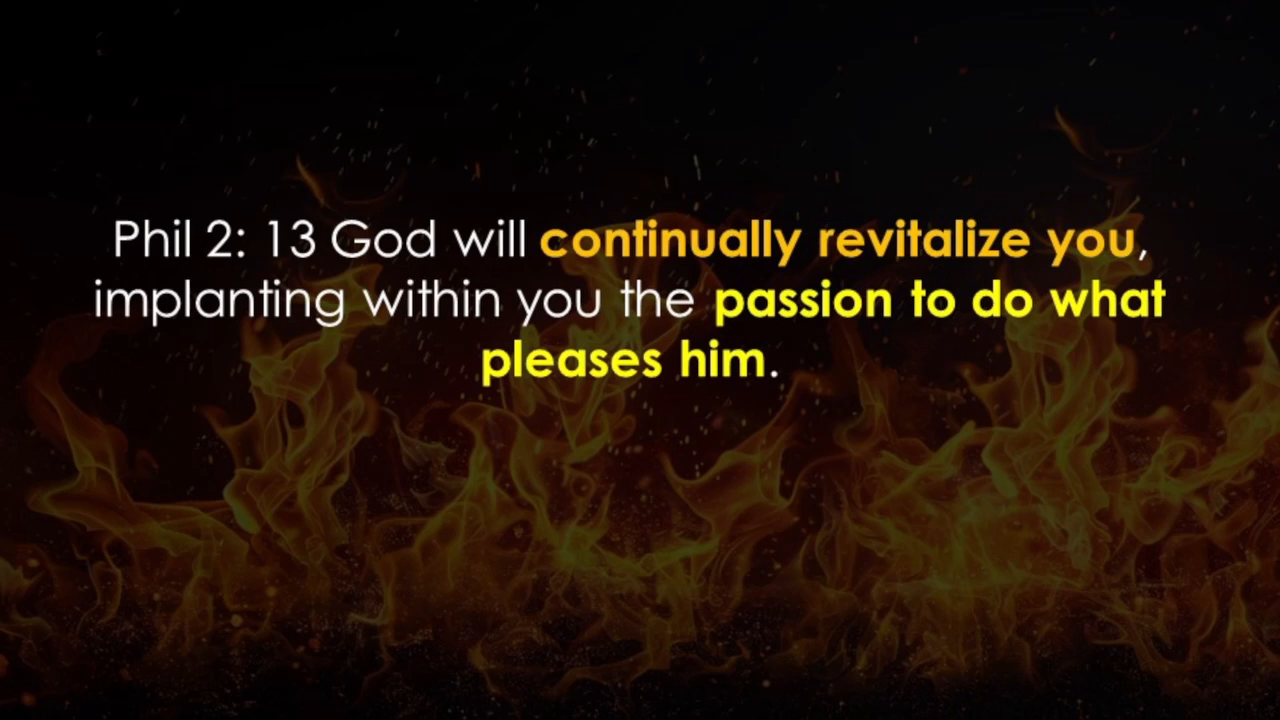 Phil 2: 13 God will continually revitalize you,
implanting within you the passion to do what
pleases him.